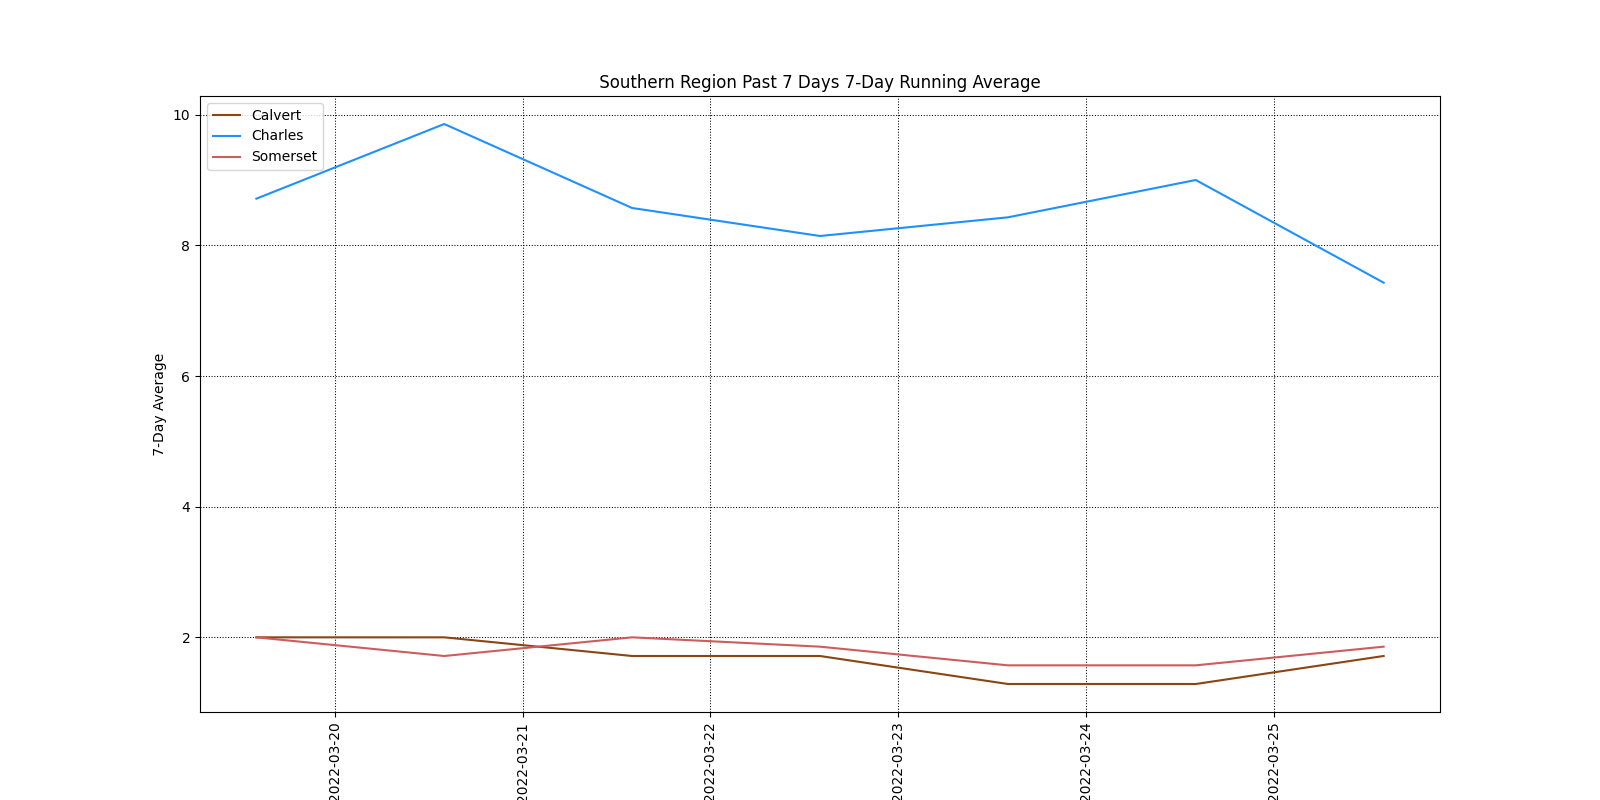 Southern Region Past 7 Days 7-Day Running Average
Calvert
Charles
Somerset
7-Day Average
10
8
6
4
2
2022-03-20
2022-03-21
2022-03-22
2022-03-23
2022-03-24
2022-03-25